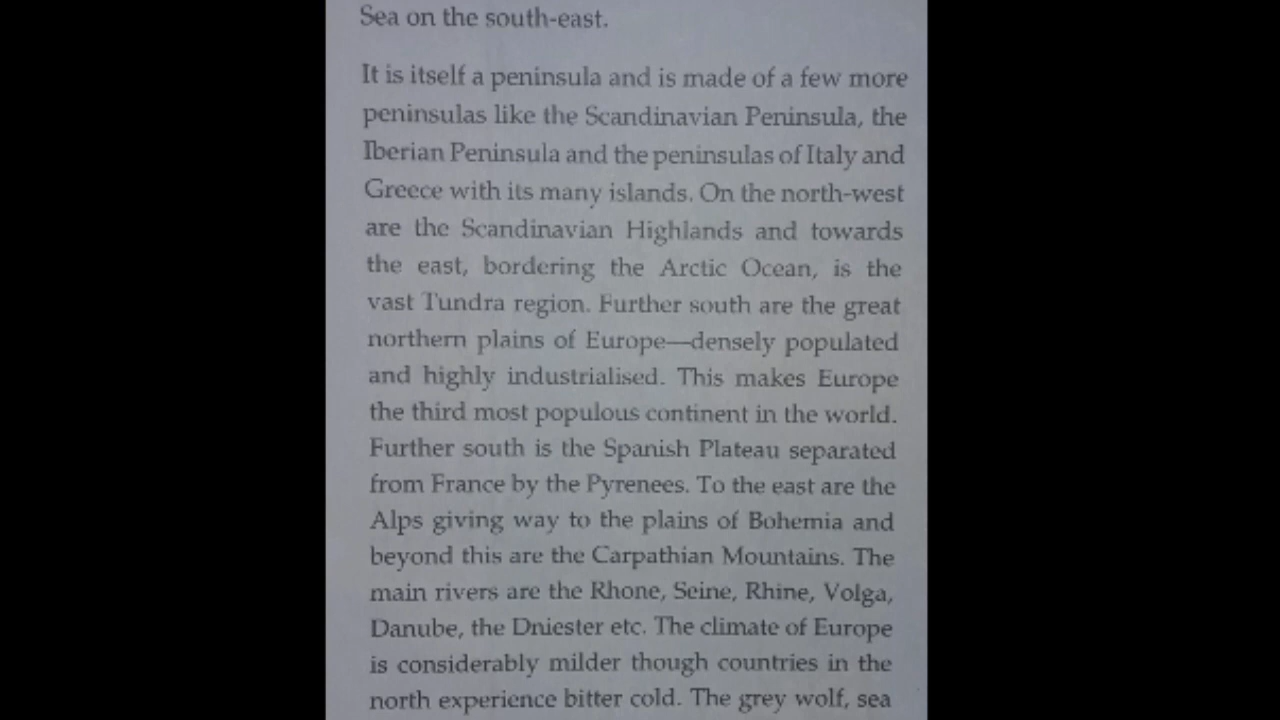 Sea on the south-east.
It is itself a peninsula and is made of a few more
peninsulas like the Scandinavian Peninsula, the
Iberian Peninsula and the peninsulas of Italy and
Greece with its many islands. On the north-west
are the Scandinavian Highlands and towards
the east, bordering the Arctic Ocean, is the
vast Tundra region. Further south are the great
northern plains of Europe—densely populated
and highly industrialised. This makes Europe
the third most populous continent in the world.
Further south is the Spanish Plateau separated
from France by the Pyrenees. To the east are the
Alps giving way to the plains of Bohemia and
beyond this are the Carpathian Mountains. The
main rivers are the Rhone, Seine, Rhine, Volga,
Danube, the Dniester etc. The climate of Europe
is considerably milder though countries in the
north experience bitter cold. The grey wolf, sea